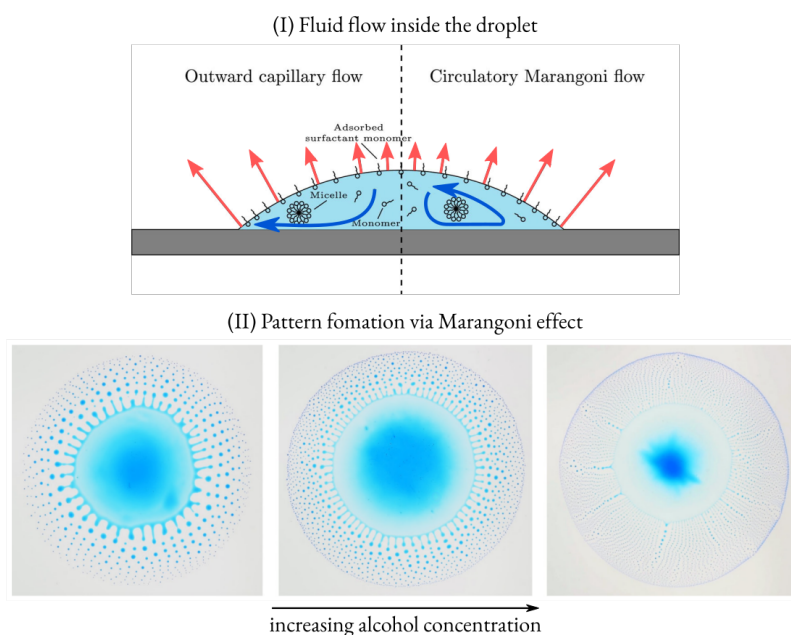 (I) Fluid flow inside the droplet
Outward capillary flow
Circulatory Marangoni flow
Adsorbed
surfactant monomer
Micelle
Monomer
(II) Pattern fomation via Marangoni effect
increasing alcohol concentration